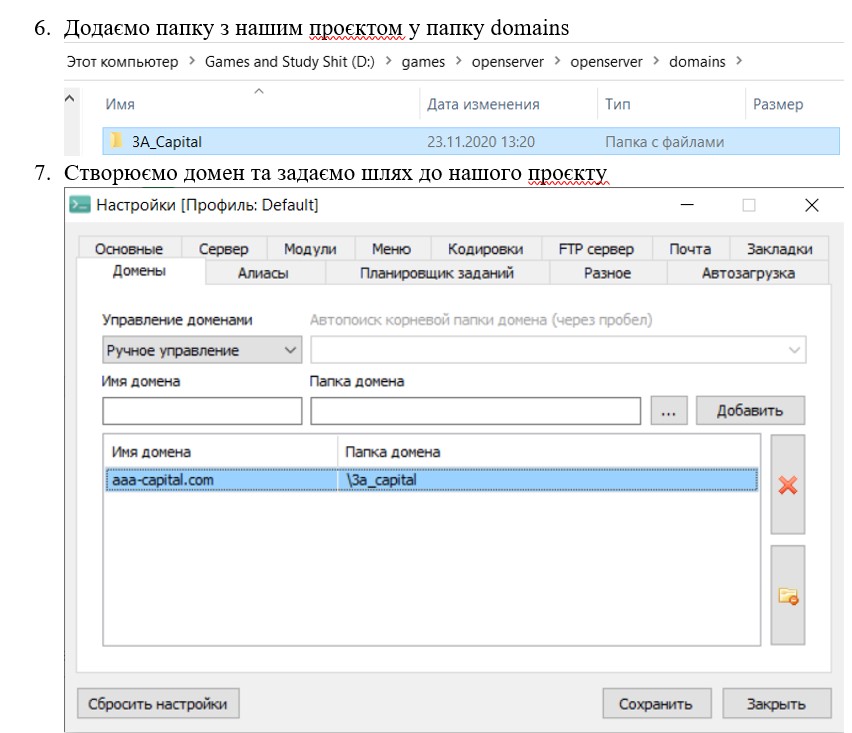 6. Додаємо папку з нашим проєктом у папку domains
Этот компьютер > Games and Study Shit (D:) > games > openserver > openserver > domains >
Имя Дата изменения Тип Размер
3A_Capital 23.11.2020 13:20 Папка с файлами
7. Створюємо домен та задаємо шлях до нашого проєкту
Настройки [Профиль: Default]
Основные Сервер Модули Меню Кодировки FTP сервер Почта Закладки
Домены Алиасы Планировщик заданий Разное Автозагрузка
Управление доменами Автопоиск корневой папки домена (через пробел)
Ручное управление
Имя домена Папка домена
... Добавить
Имя домена Папка домена
aaa-capital.com \3a_capital
Сбросить настройки Сохранить Закрыть